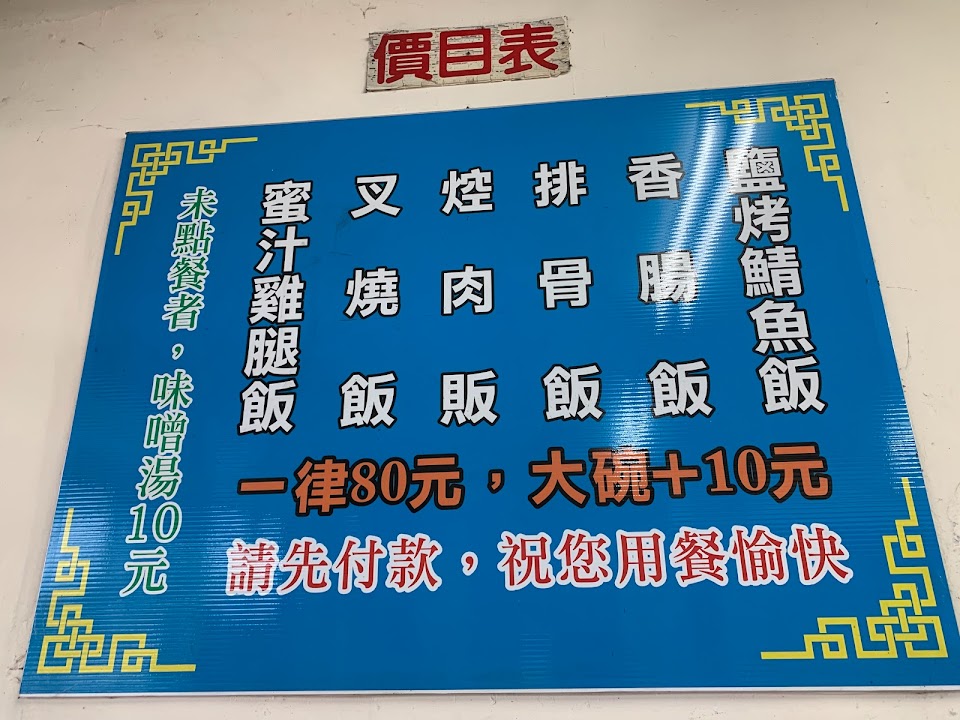 價目表
鹽烤鯖魚飯
香腸飯
排骨飯
焢肉販
叉燒飯
蜜汁雞腿飯
未點餐者，味噌湯10元
一律80元，大碗+10元
請先付款，祝您用餐愉快